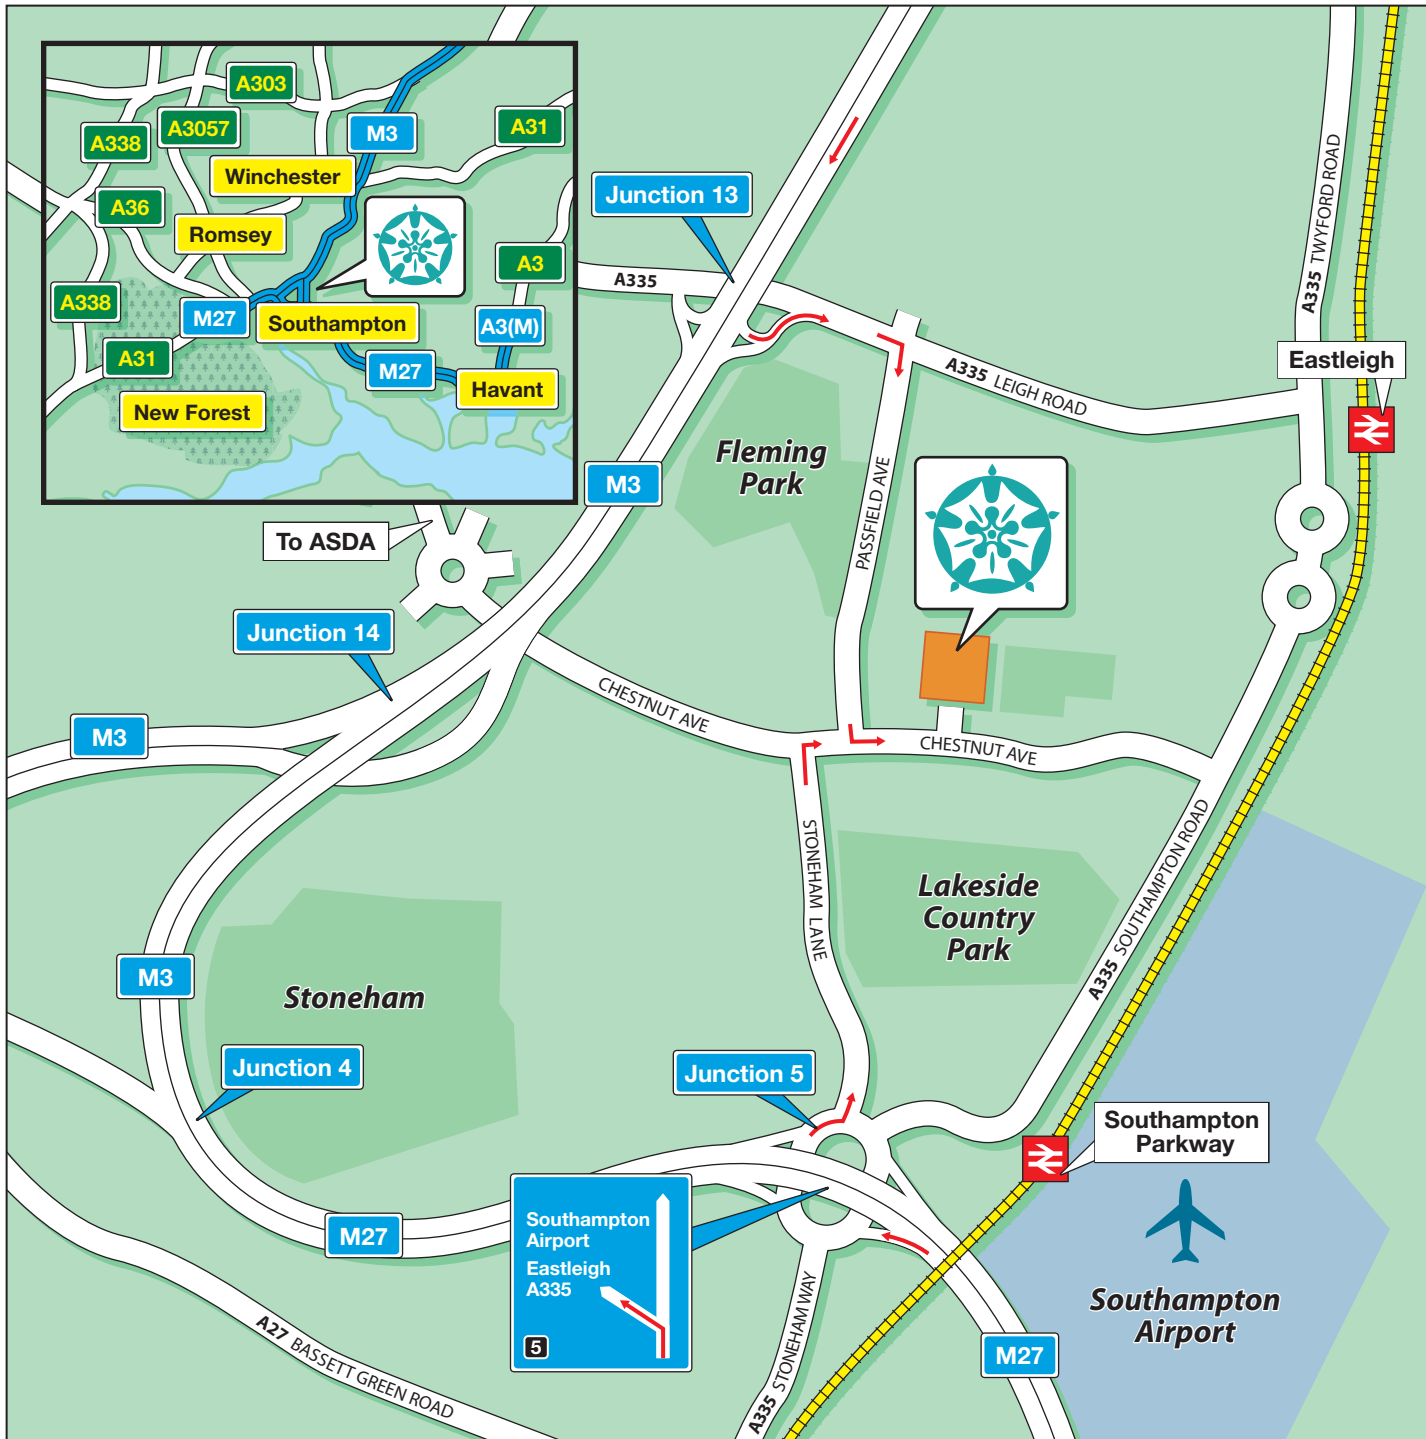 A303
A3057
A338
M3
A31
Winchester
A36
Romsey
A3
A338
M27
Southampton
A3(M)
A31
M27
Havant
New Forest
Junction 13
A335
A335 TWYFORD ROAD
Eastleigh
A335 LEIGH ROAD
Fleming
Park
M3
PASSFIELD AVE
To ASDA
Junction 14
CHESTNUT AVE
M3
CHESTNUT AVE
STONEHAM LANE
A335 SOUTHAMPTON ROAD
Lakeside
Country
Park
M3
Stoneham
Junction 4
Junction 5
Southampton
Parkway
Southampton
Airport
Eastleigh
A335
5
M27
A335 STONEHAM WAY
Southampton
Airport
M27
A27 BASSETT GREEN ROAD